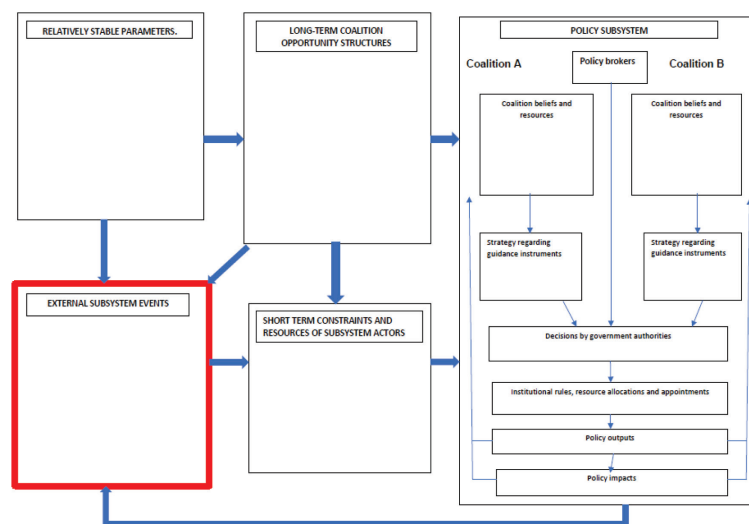 RELATIVELY STABLE PARAMETERS.
LONG-TERM COALITION
OPPORTUNITY STRUCTURES
POLICY SUBSYSTEM
Coalition A
Policy brokers
Coalition B
Coalition beliefs and
resources
Coalition beliefs and
resources
Strategy regarding
guidance instruments
Strategy regarding
guidance instruments
EXTERNAL SUBSYSTEM EVENTS
SHORT TERM CONSTRAINTS AND
RESOURCES OF SUBSYSTEM ACTORS
Decisions by government authorities
Institutional rules, resource allocations and appointments
Policy outputs
Policy impacts